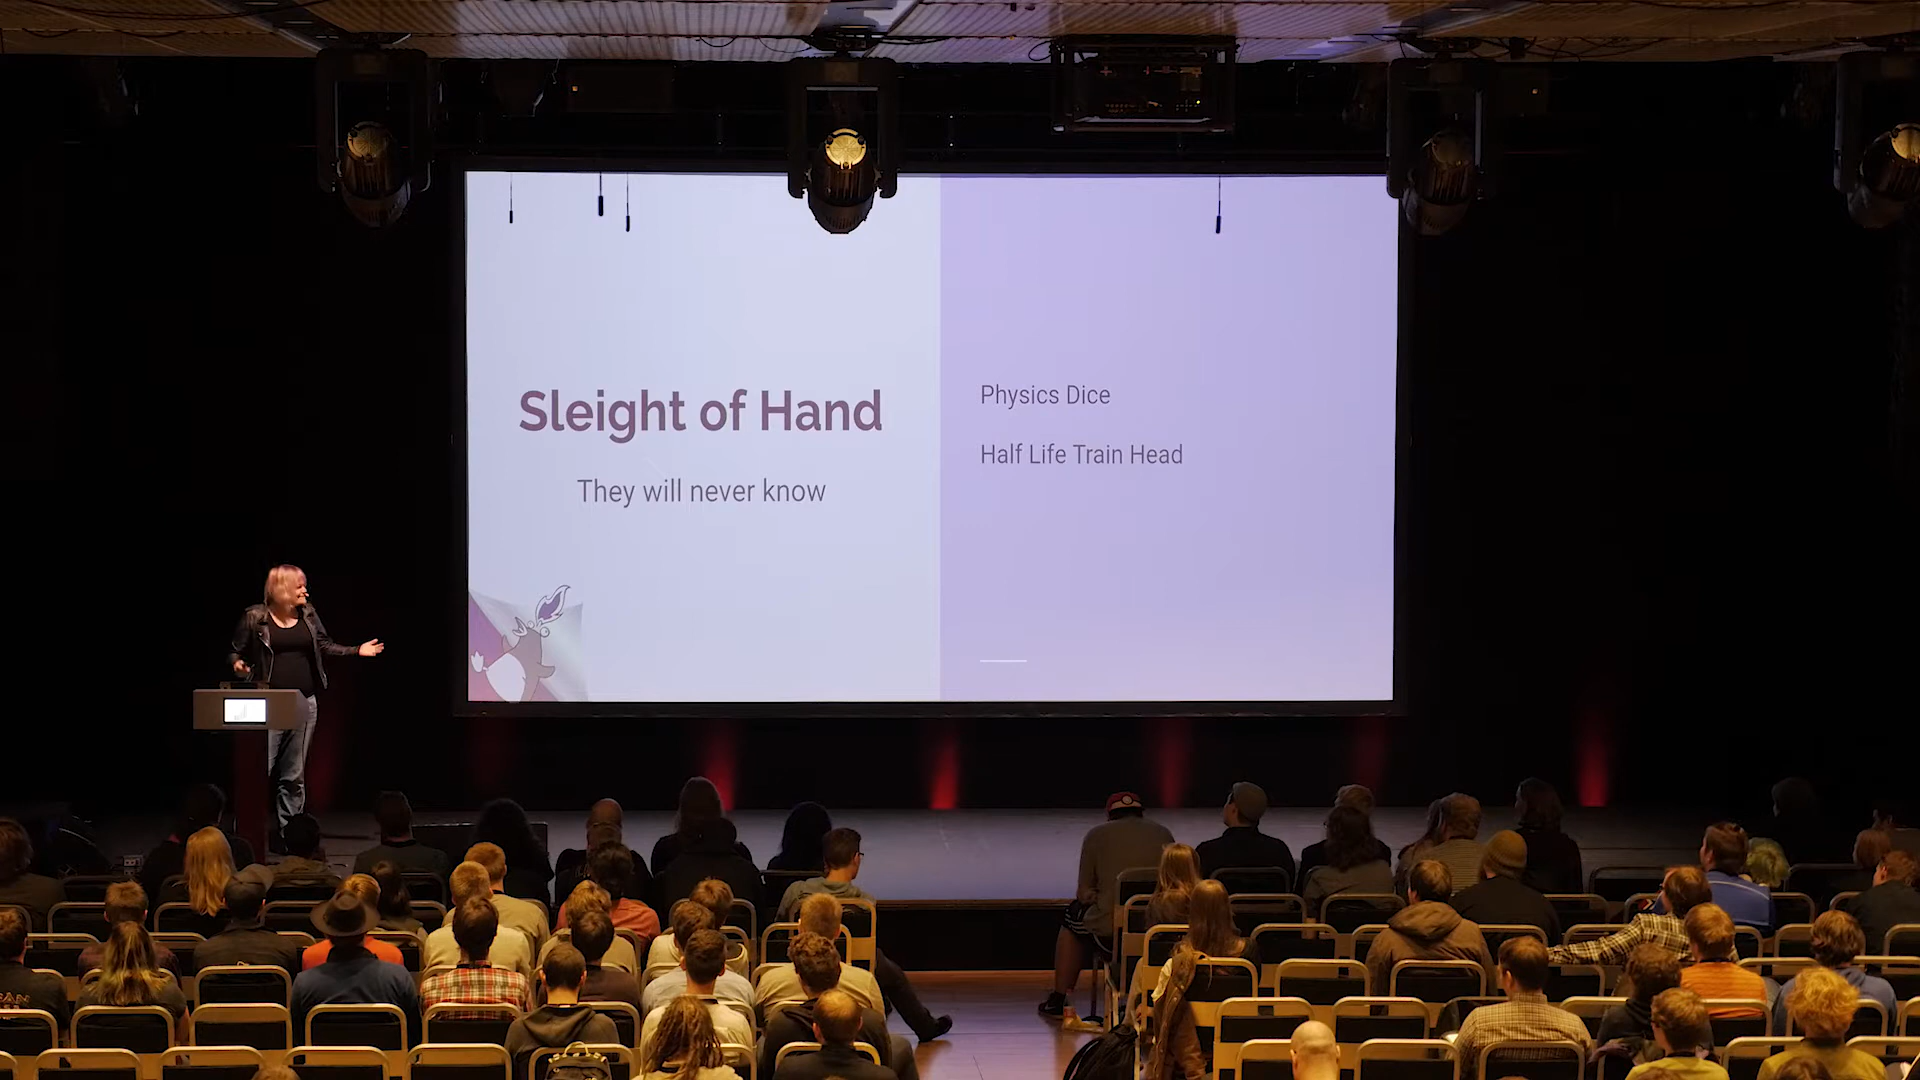 Sleight of Hand
They will never know
Physics Dice
Half Life Train Head